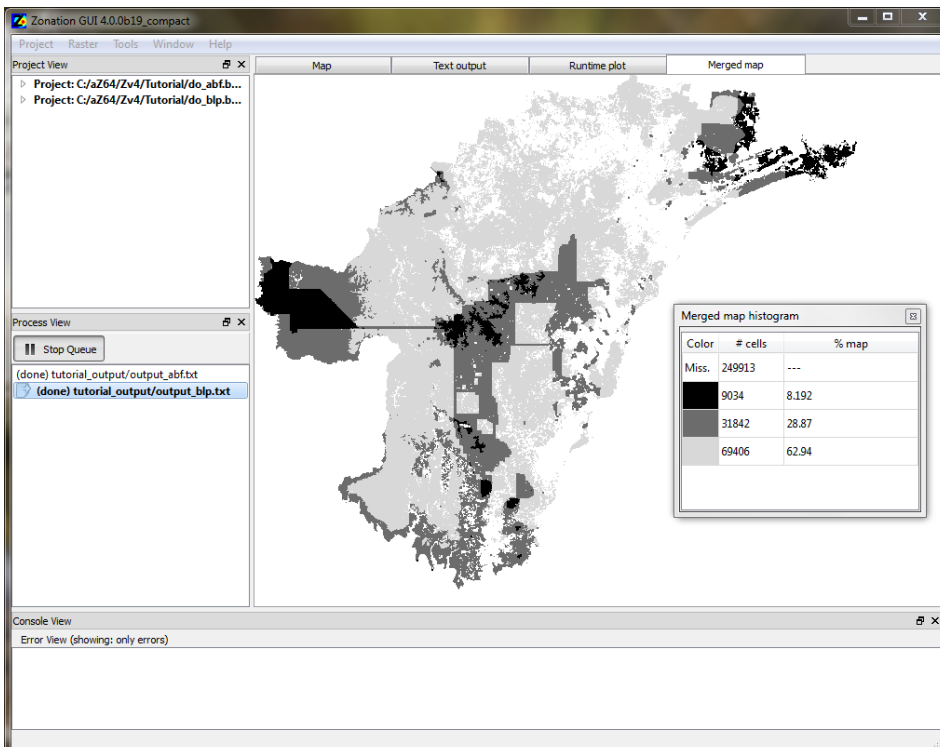 Zonation GUI 4.0.0b19_compact
Project Raster Tools Window Help
Project View
Map Text output Runtime plot Merged map
Project: C:/aZ64/Zv4/Tutorial/do_abf.b...
Project: C:/aZ64/Zv4/Tutorial/do_blp.b...
Process View
Stop Queue
(done) tutorial_output/output_abf.txt
(done) tutorial_output/output_blp.txt
Merged map histogram
Color # cells % map
Miss. 249913 ---
9034 8.192
31842 28.87
69406 62.94
Console View
Error View (showing: only errors)